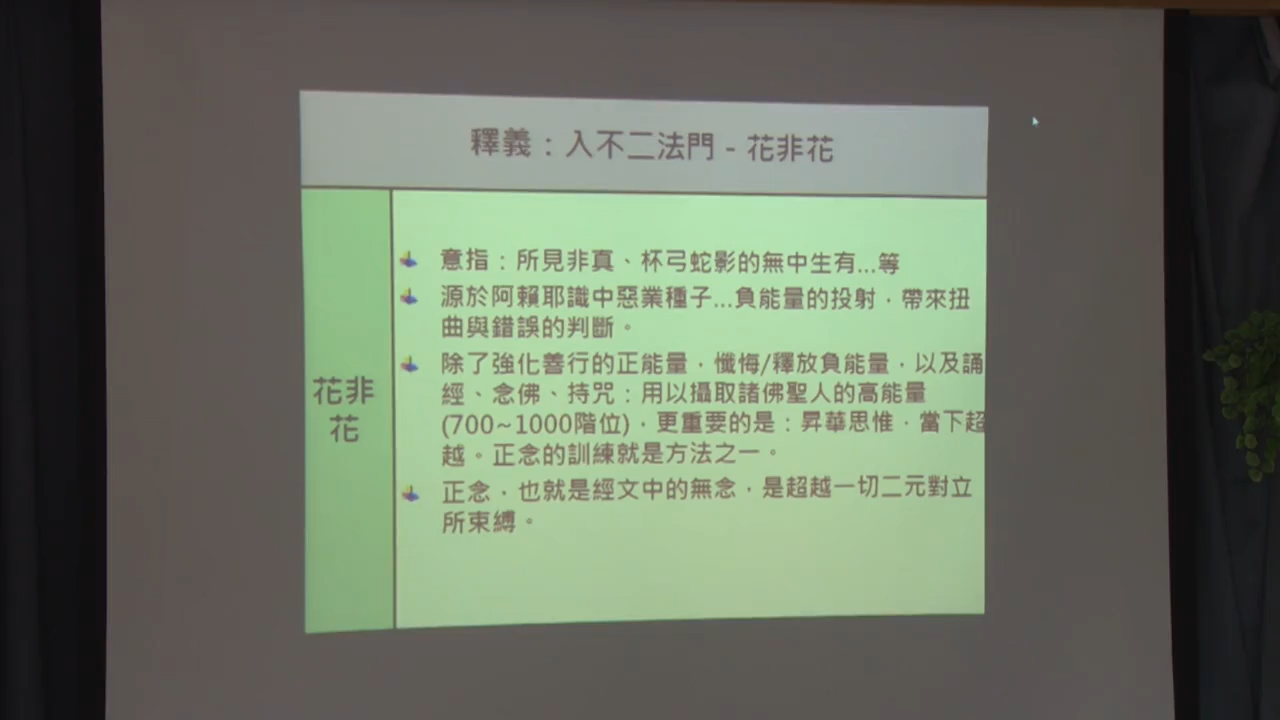 釋義：入不二法門 - 花非花
花非
花
意指：所見非真、杯弓蛇影的無中生有...等
源於阿賴耶識中惡業種子...負能量的投射，帶來扭
曲與錯誤的判斷。
除了強化善行的正能量，懺悔/釋放負能量，以及誦
經、念佛、持咒：用以攝取諸佛聖人的高能量
(700~1000階位)，更重要的是：昇華思惟，當下超
越。正念的訓練就是方法之一。
正念，也就是經文中的無念，是超越一切二元對立
所束縛。